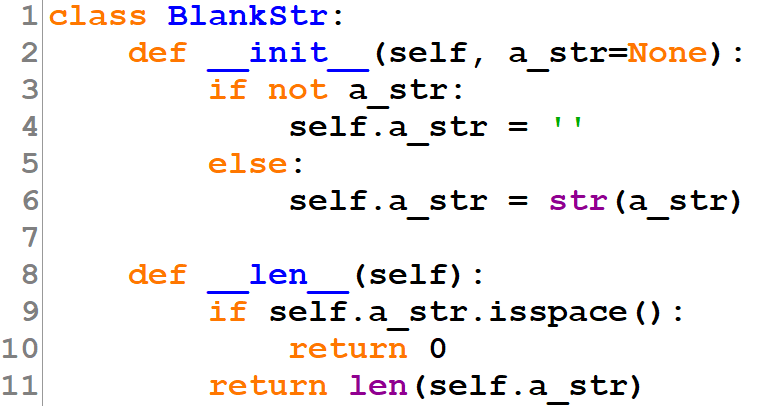 1 class BlankStr:
2     def __init__(self, a_str=None):
3         if not a_str:
4             self.a_str = ''
5         else:
6             self.a_str = str(a_str)
7
8     def __len__(self):
9         if self.a_str.isspace():
10             return 0
11         return len(self.a_str)